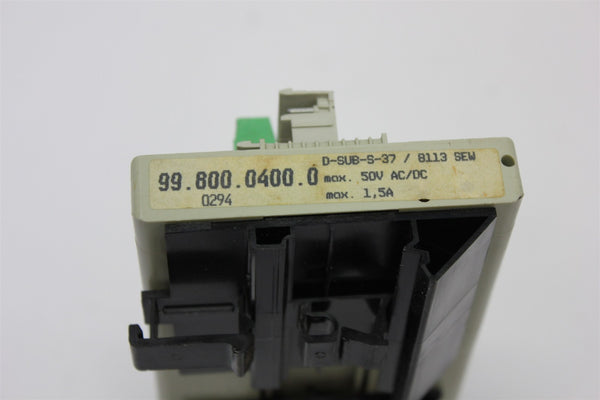 D-SUB-S-37 / 8113 SEW
99.800.0400.0 max. 50V AC/DC
0294 max. 1,5A